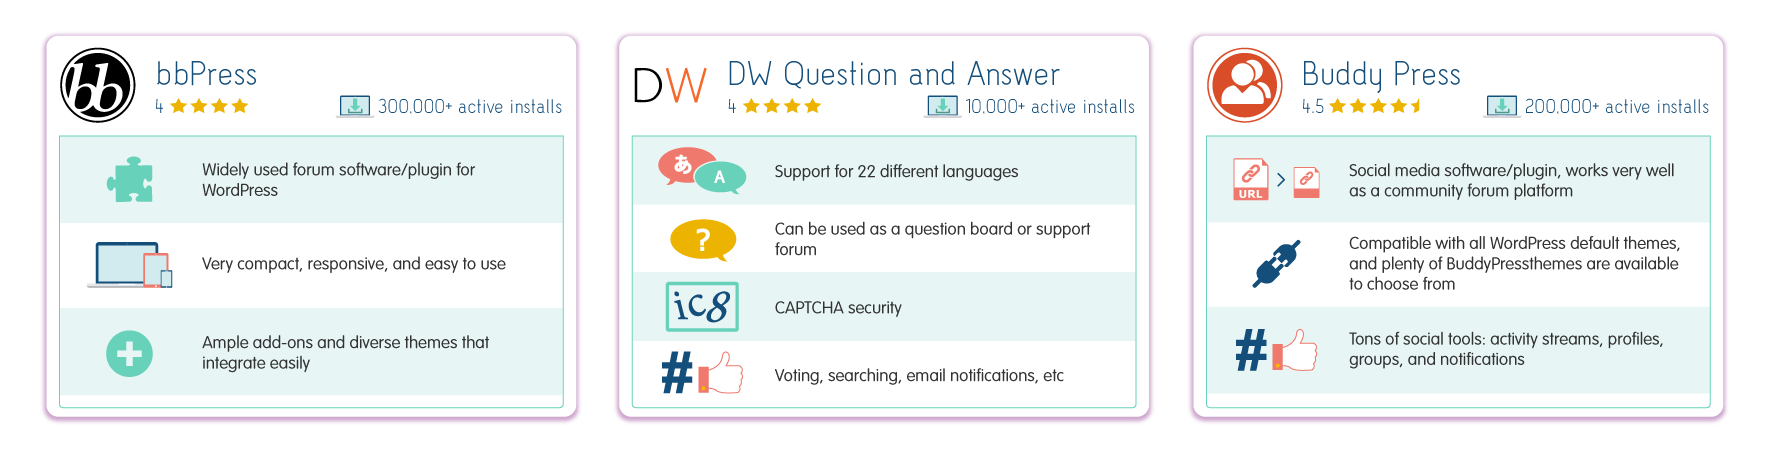 bb
bbPress
4
300,000+ active installs
Widely used forum software/plugin for
WordPress
Very compact, responsive, and easy to use
Ample add-ons and diverse themes that
integrate easily
DW
DW Question and Answer
4
10,000+ active installs
あ
A
Support for 22 different languages
?
Can be used as a question board or support
forum
ic8
CAPTCHA security
#
Voting, searching, email notifications, etc
Buddy Press
4.5
200,000+ active installs
URL >
Social media software/plugin, works very well
as a community forum platform
Compatible with all WordPress default themes,
and plenty of BuddyPressthemes are available
to choose from
#
Tons of social tools: activity streams, profiles,
groups, and notifications